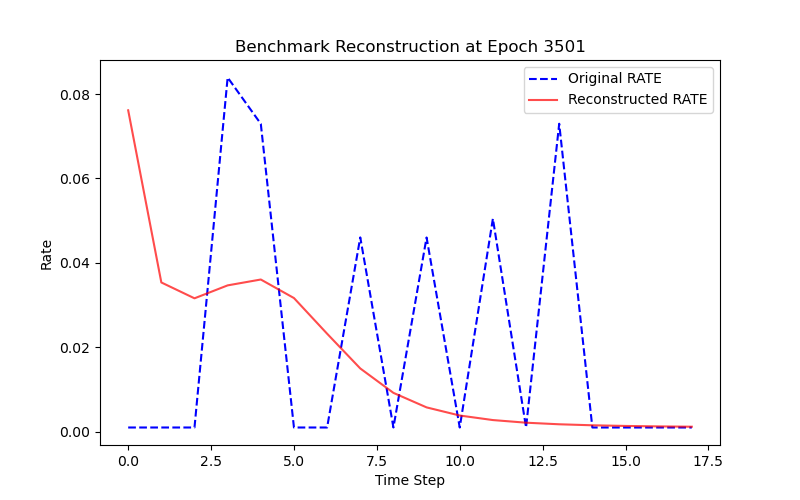 Benchmark Reconstruction at Epoch 3501
Original RATE
Reconstructed RATE
Rate
0.08
0.06
0.04
0.02
0.00
0.0 2.5 5.0 7.5 10.0 12.5 15.0 17.5
Time Step